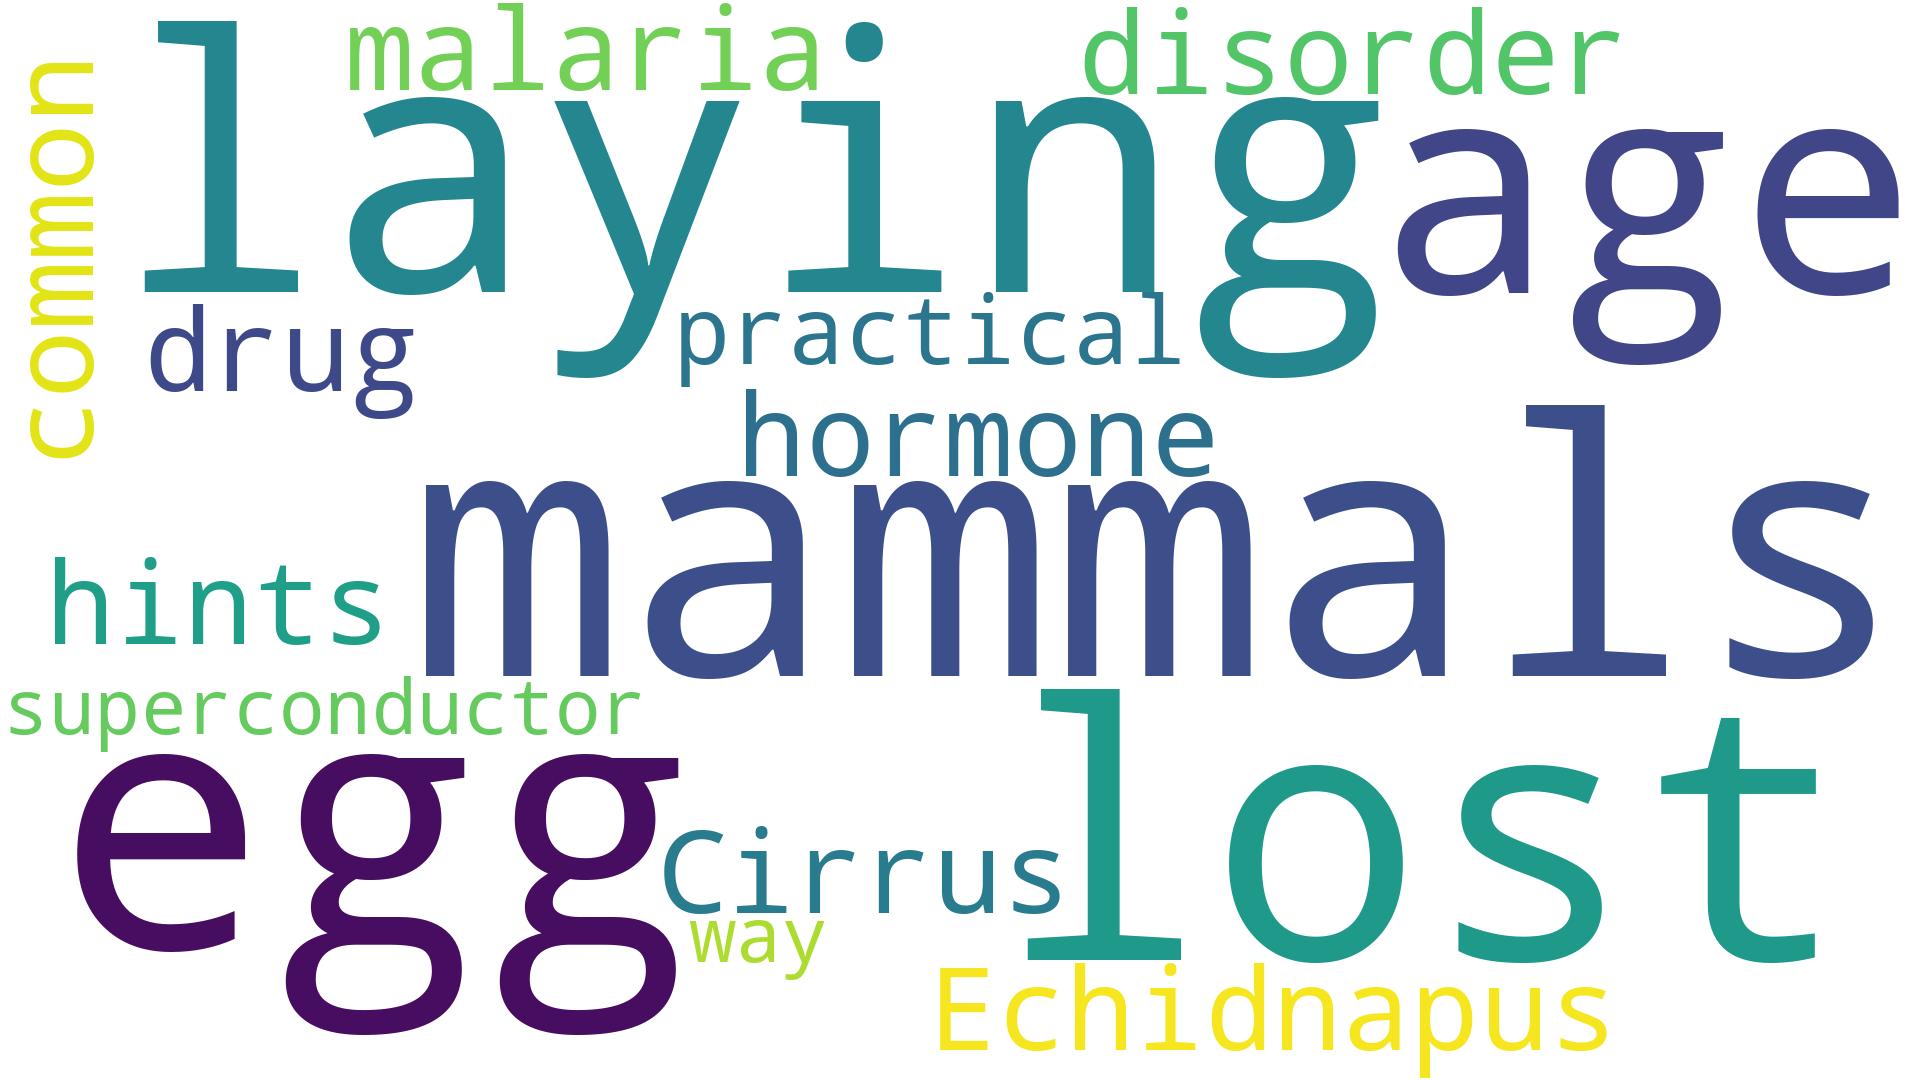 malaria
disorder
common
laying
age
drug
practical
hormone
mammals
hints
superconductor
egg
lost
Cirrus
way
Echidnapus